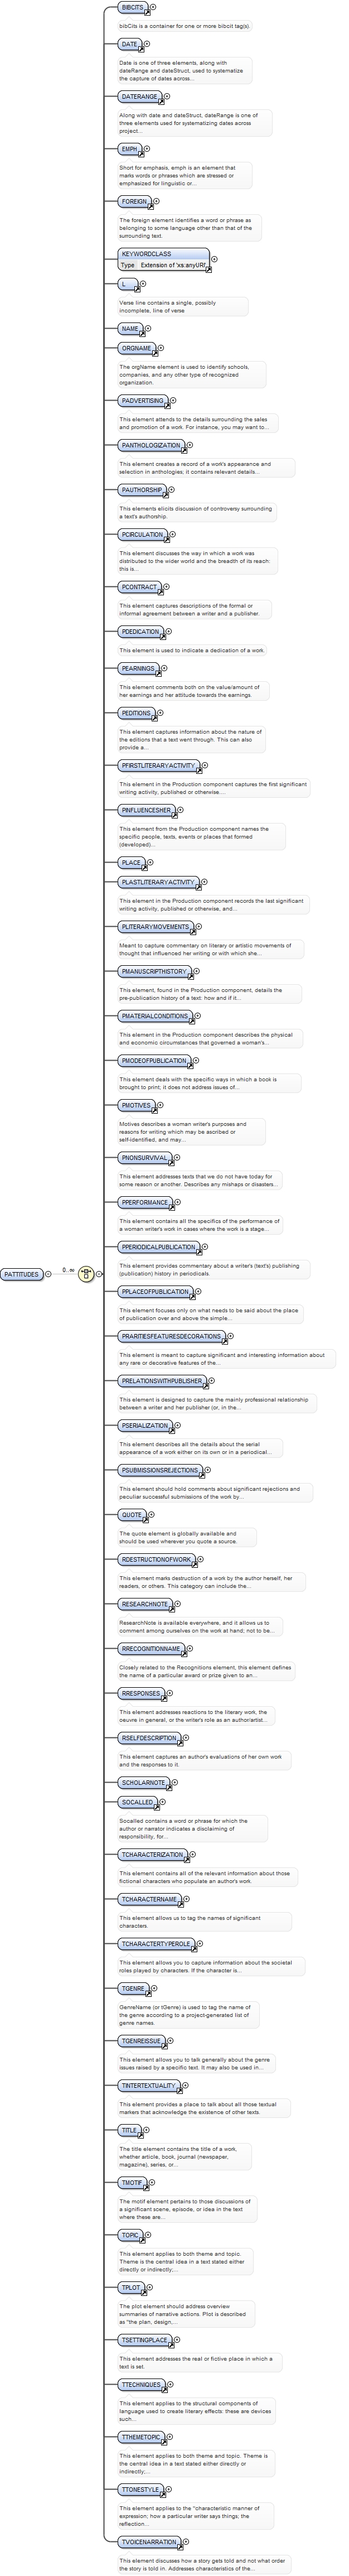 BIBCITS
bibCits is a container for one or more bibcit tag(s).
DATE
Date is one of three elements, along with
dateRange and dateStruct, used to systematize
the capture of dates across...
DATERANGE
Along with date and dateStruct, dateRange is one of
three elements used for systematizing dates across
project...
EMPH
Short for emphasis, emph is an element that
marks words or phrases which are stressed or
emphasized for linguistic or...
FOREIGN
The foreign element identifies a word or phrase as
belonging to some language other than that of the
surrounding text.
KEYWORDCLASS
Type Extension of 'xs:anyURI'
L
Verse line contains a single, possibly
incomplete, line of verse
NAME
ORGNAME
The orgName element is used to identify schools,
companies, and any other type of recognized
organization.
PADVERTISING
This element attends to the details surrounding the sales
and promotion of a work. For instance, you may want to...
PANTHOLOGIZATION
This element creates a record of a work's appearance and
selection in anthologies; it contains relevant details...
PAUTHORSHIP
This elements elicits discussion of controversy surrounding
a text's authorship.
PCIRCULATION
This element discusses the way in which a work was
distributed to the wider world and the breadth of its reach:
this is...
PCONTRACT
This element captures descriptions of the formal or
informal agreement between a writer and a publisher.
PDEDICATION
This element is used to indicate a dedication of a work
PEARNINGS
This element comments both on the value/amount of
her earnings and her attitude towards the earnings
PEDITIONS
This element captures information about the nature of
the editions that a text went through. This can also
provide a...
PFIRSTLITERARYACTIVITY
This element in the Production component captures the first significant
writing activity, published or otherwise....
PINFLUENCESHER
This element from the Production component names the
specific people, texts, events or places that formed
(developed)...
PLACE
PLASTLITERARYACTIVITY
This element in the Production component records the last significant
writing activity, published or otherwise, and...
PLITERARYMOVEMENTS
Meant to capture commentary on literary or artistic movements of
thought that influenced her writing or with which she...
PMANUSCRIPTHISTORY
This element, found in the Production component, details the
pre-publication history of a text: how and if it...
PMATERIALCONDITIONS
This element in the Production component describes the physical
and economic circumstances that governed a woman's...
PMODEOFPUBLICATION
This element deals with the specific ways in which a book is
brought to print; it does not address issues of...
PMOTIVES
Motives describes a woman writer's purposes and
reasons for writing which may be ascribed or
self-identified, and may...
PNONSURVIVAL
This element addresses texts that we do not have today for
some reason or another. Describes any mishaps or disasters...
PPERFORMANCE
This element contains all the specifics of the performance of
a woman writer's work in cases where the work is a stage...
PPERIODICALPUBLICATION
This element provides commentary about a writer's (text's) publishing
(publication) history in periodicals.
PATTITUDES 0..∞
PPLACEOFPUBLICATION
This element focuses only on what needs to be said about the place
of publication over and above the simple...
PRARITIESFEATURESDECORATIONS
This element is meant to capture significant and interesting information about
any rare or decorative features of the...
PRELATIONSWITHPUBLISHER
This element is designed to capture the mainly professional relationship
between a writer and her publisher (or, in the...
PSERIALIZATION
This element describes all the details about the serial
appearance of a work either on its own or in a periodical...
PSUBMISSIONSREJECTIONS
This element should hold comments about significant rejections and
peculiar successful submissions of the work by...
QUOTE
The quote element is globally available and
should be used wherever you quote a source.
RDESTRUCTIONOFWORK
This element marks destruction of a work by the author herself, her
readers, or others. This category can include the...
RESEARCHNOTE
ResearchNote is available everywhere, and it allows us to
comment among ourselves on the work at hand; not to be...
RRECOGNITIONNAME
Closely related to the Recognitions element, this element defines
the name of a particular award or prize given to an...
RRESPONSES
This element addresses reactions to the literary work, the
oeuvre in general, or the writer's role as an author/artist...
RSELFDESCRIPTION
This element captures an author's evaluations of her own work
and the responses to it.
SCHOLARNOTE
SOCALLED
Socalled contains a word or phrase for which the
author or narrator indicates a disclaiming of
responsibility, for...
TCHARACTERIZATION
This element contains all of the relevant information about those
fictional characters who populate an author's work
TCHARACTERNAME
This element allows us to tag the names of significant
characters.
TCHARACTERTYPEROLE
This element allows you to capture information about the societal
roles played by characters. If the character is...
TGENRE
GenreName (or tGenre) is used to tag the name of
the genre according to a project-generated list of
genre names.
TGENREISSUE
This element allows you to talk generally about the genre
issues raised by a specific text. It may also be used in...
TINTERTEXTUALITY
This element provides a place to talk about all those textual
markers that acknowledge the existence of other texts.
TITLE
The title element contains the title of a work,
whether article, book, journal (newspaper,
magazine), series, or...
TMOTIF
The motif element pertains to those discussions of
a significant scene, episode, or idea in the text
where these are...
TOPIC
This element applies to both theme and topic.
Theme is the central idea in a text stated either
directly or indirectly;...
TPLOT
The plot element should address overview
summaries of narrative actions. Plot is described
as "the plan, design,...
TSETTINGPLACE
This element addresses the real or fictive place in which a
text is set.
TTECHNIQUES
This element applies to the structural components of
language used to create literary effects: these are devices
such...
TTHEMETOPIC
This element applies to both theme and topic. Theme is
the central idea in a text stated either directly or
indirectly;...
TTONESTYLE
This element applies to the "characteristic manner of
expression; how a particular writer says things; the
reflection...
TVOICENARRATION
This element discusses how a story gets told and not what order
the story is told in. Addresses characteristics of the...